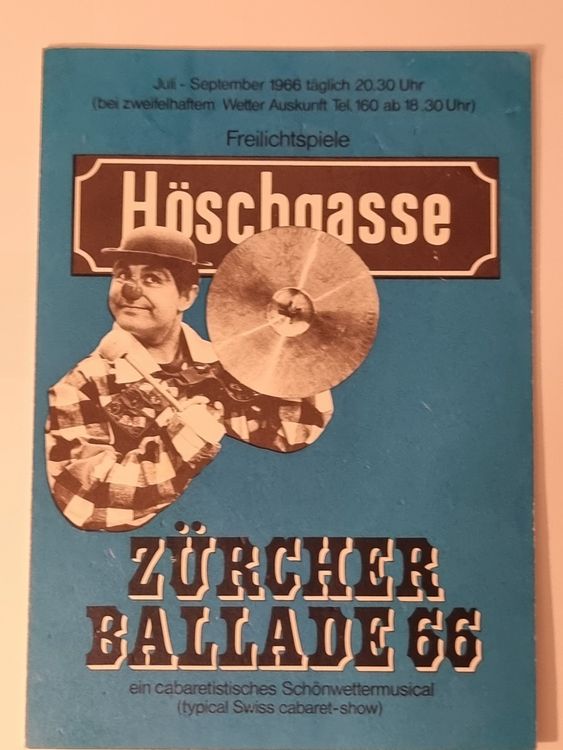 Juli - September 1966 täglich 20.30 Uhr
(bei zweifelhaftem Wetter Auskunft Tel. 160 ab 18.30 Uhr)
Freilichtspiele
Höschgasse
ZÜRCHER
BALLADE 66
ein cabaretistisches Schönwettermusical
(typical Swiss cabaret-show)